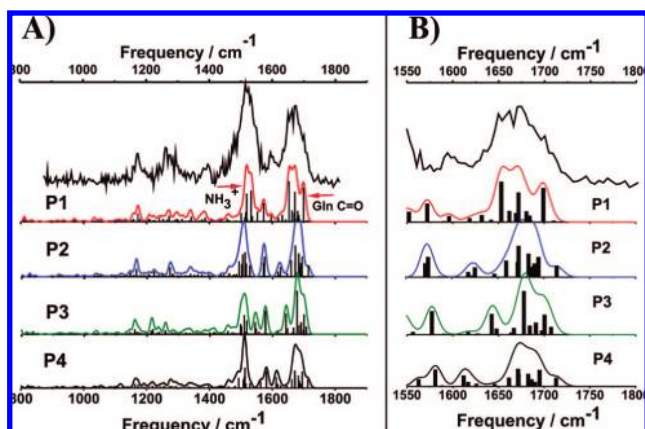 A)
Frequency / cm-1
800 1000 1200 1400 1600 1800
NH3+
Gln C=O
P1
P2
P3
P4
800 1000 1200 1400 1600 1800
Frequency / cm-1
B)
Frequency / cm-1
1550 1600 1650 1700 1750 1800
P1
P2
P3
P4
1550 1600 1650 1700 1750 1800
Frequency / cm-1